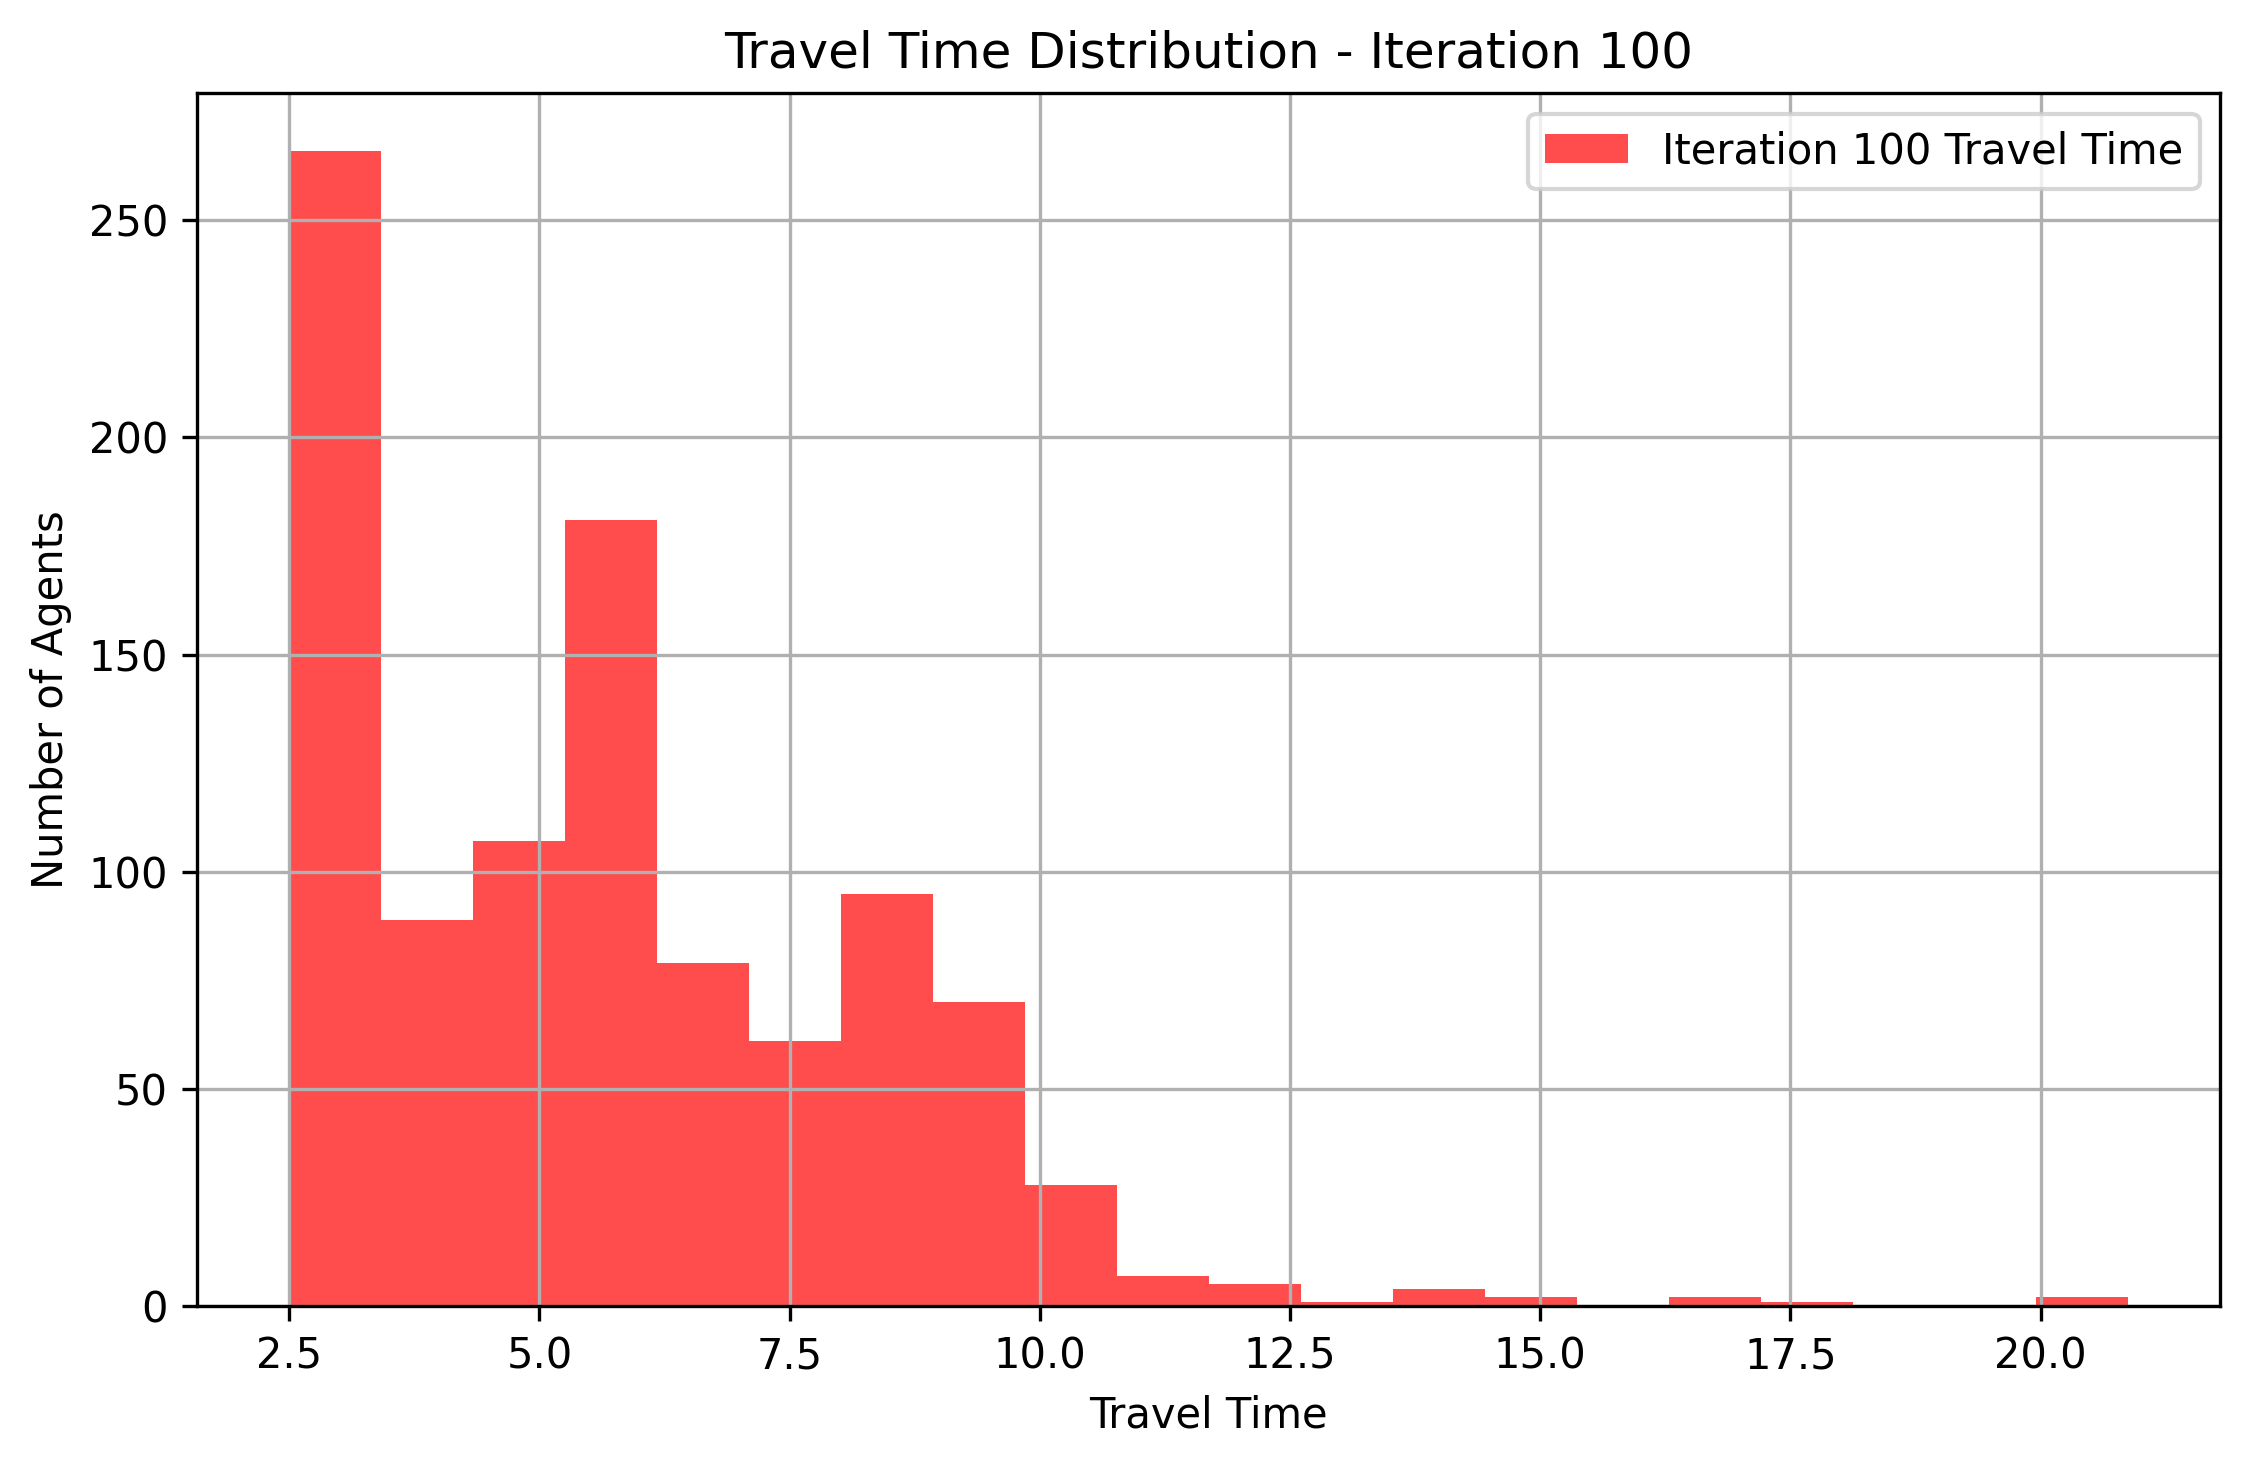 Travel Time Distribution - Iteration 100
Iteration 100 Travel Time
Number of Agents
250
200
150
100
50
0
2.5 5.0 7.5 10.0 12.5 15.0 17.5 20.0
Travel Time